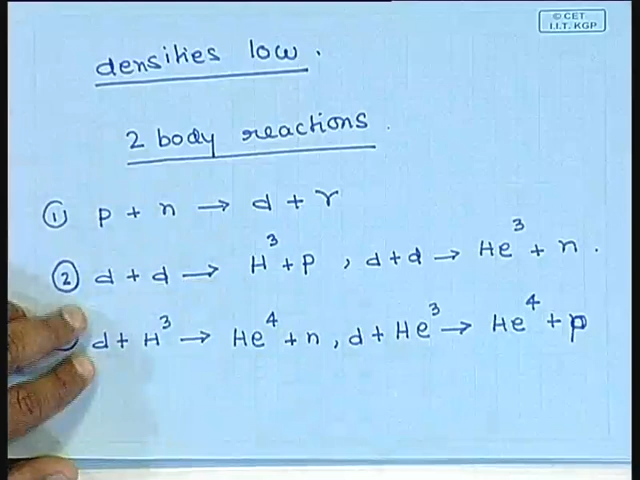 © CET
I.I.T. KGP
densities low.
2 body reactions.
① p + n → d + γ
② d + d → H³ + p , d + d → He³ + n .
d + H³ → He⁴ + n , d + He³ → He⁴ + p